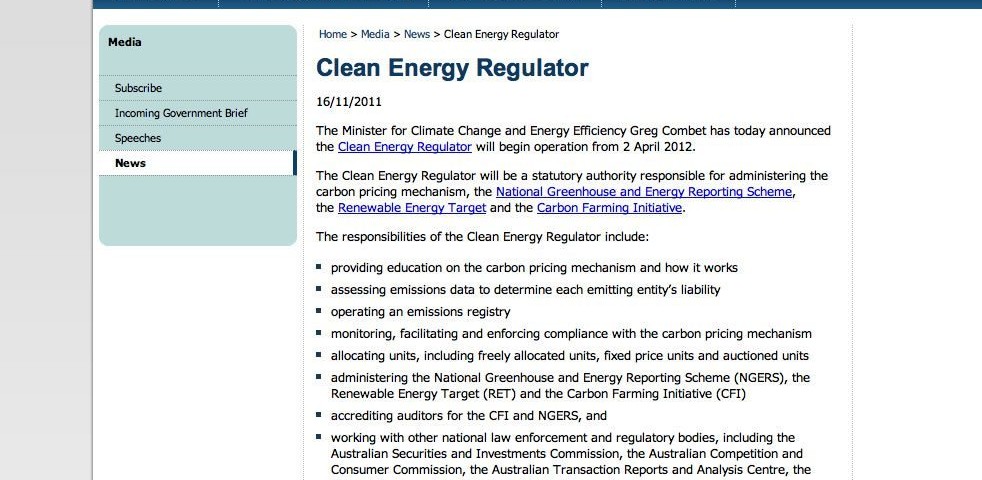 Media
Subscribe
Incoming Government Brief
Speeches
News
Home > Media > News > Clean Energy Regulator
Clean Energy Regulator
16/11/2011
The Minister for Climate Change and Energy Efficiency Greg Combet has today announced
the Clean Energy Regulator will begin operation from 2 April 2012.
The Clean Energy Regulator will be a statutory authority responsible for administering the
carbon pricing mechanism, the National Greenhouse and Energy Reporting Scheme,
the Renewable Energy Target and the Carbon Farming Initiative.
The responsibilities of the Clean Energy Regulator include:
providing education on the carbon pricing mechanism and how it works
assessing emissions data to determine each emitting entity's liability
operating an emissions registry
monitoring, facilitating and enforcing compliance with the carbon pricing mechanism
allocating units, including freely allocated units, fixed price units and auctioned units
administering the National Greenhouse and Energy Reporting Scheme (NGERS), the
Renewable Energy Target (RET) and the Carbon Farming Initiative (CFI)
accrediting auditors for the CFI and NGERS, and
working with other national law enforcement and regulatory bodies, including the
Australian Securities and Investments Commission, the Australian Competition and
Consumer Commission, the Australian Transaction Reports and Analysis Centre, the